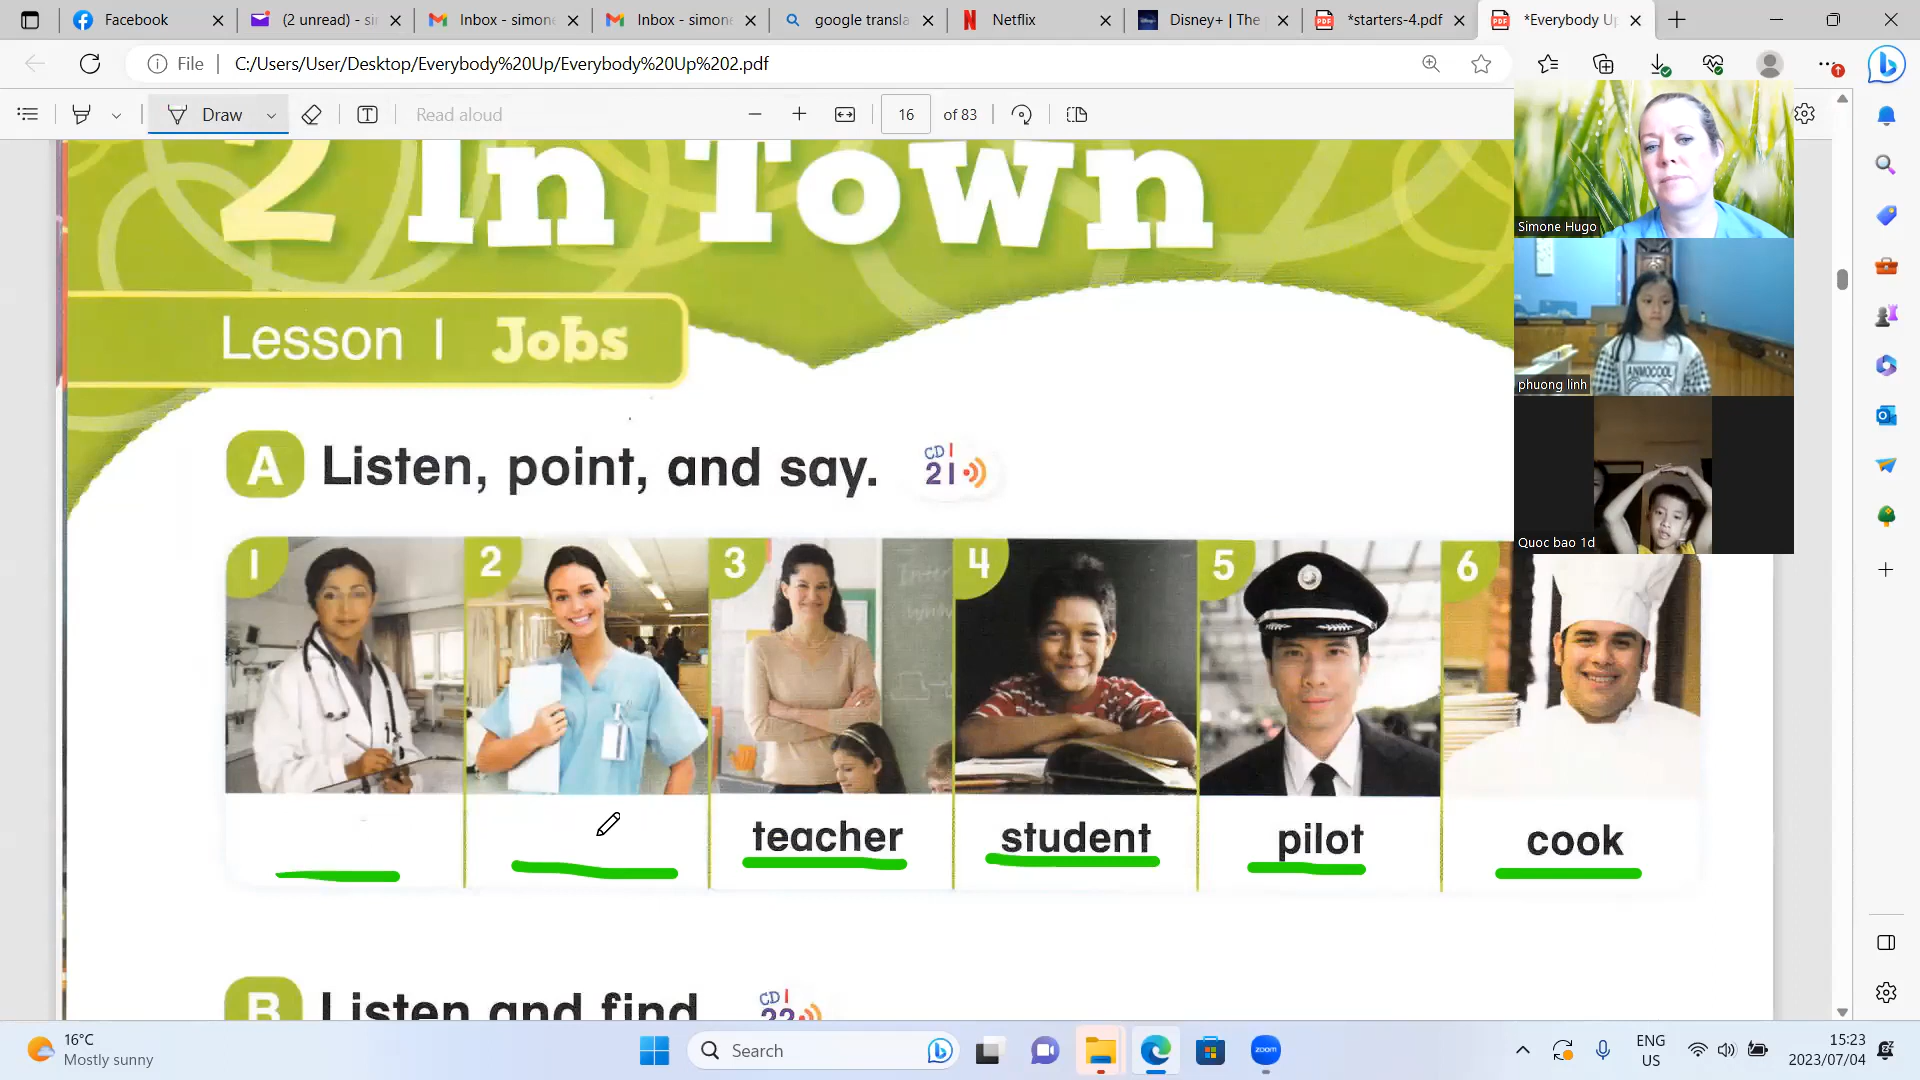 Facebook
(2 unread) - si
Inbox - simone
Inbox - simone
google transla
Netflix
Disney+ | The
*starters-4.pdf
*Everybody Up
File
C:/Users/User/Desktop/Everybody%20Up/Everybody%20Up%202.pdf
Draw
Read aloud
16
of 83
2 In Town
Lesson 1 Jobs
A Listen, point, and say. CD 1 21
1
2
3
4
5
6
teacher
student
pilot
cook
B Listen and find. CD 1 22
Simone Hugo
ANMOCOOL
phuong linh
Quoc bao 1d
16°C
Mostly sunny
Search
zoom
ENG
US
15:23
2023/07/04